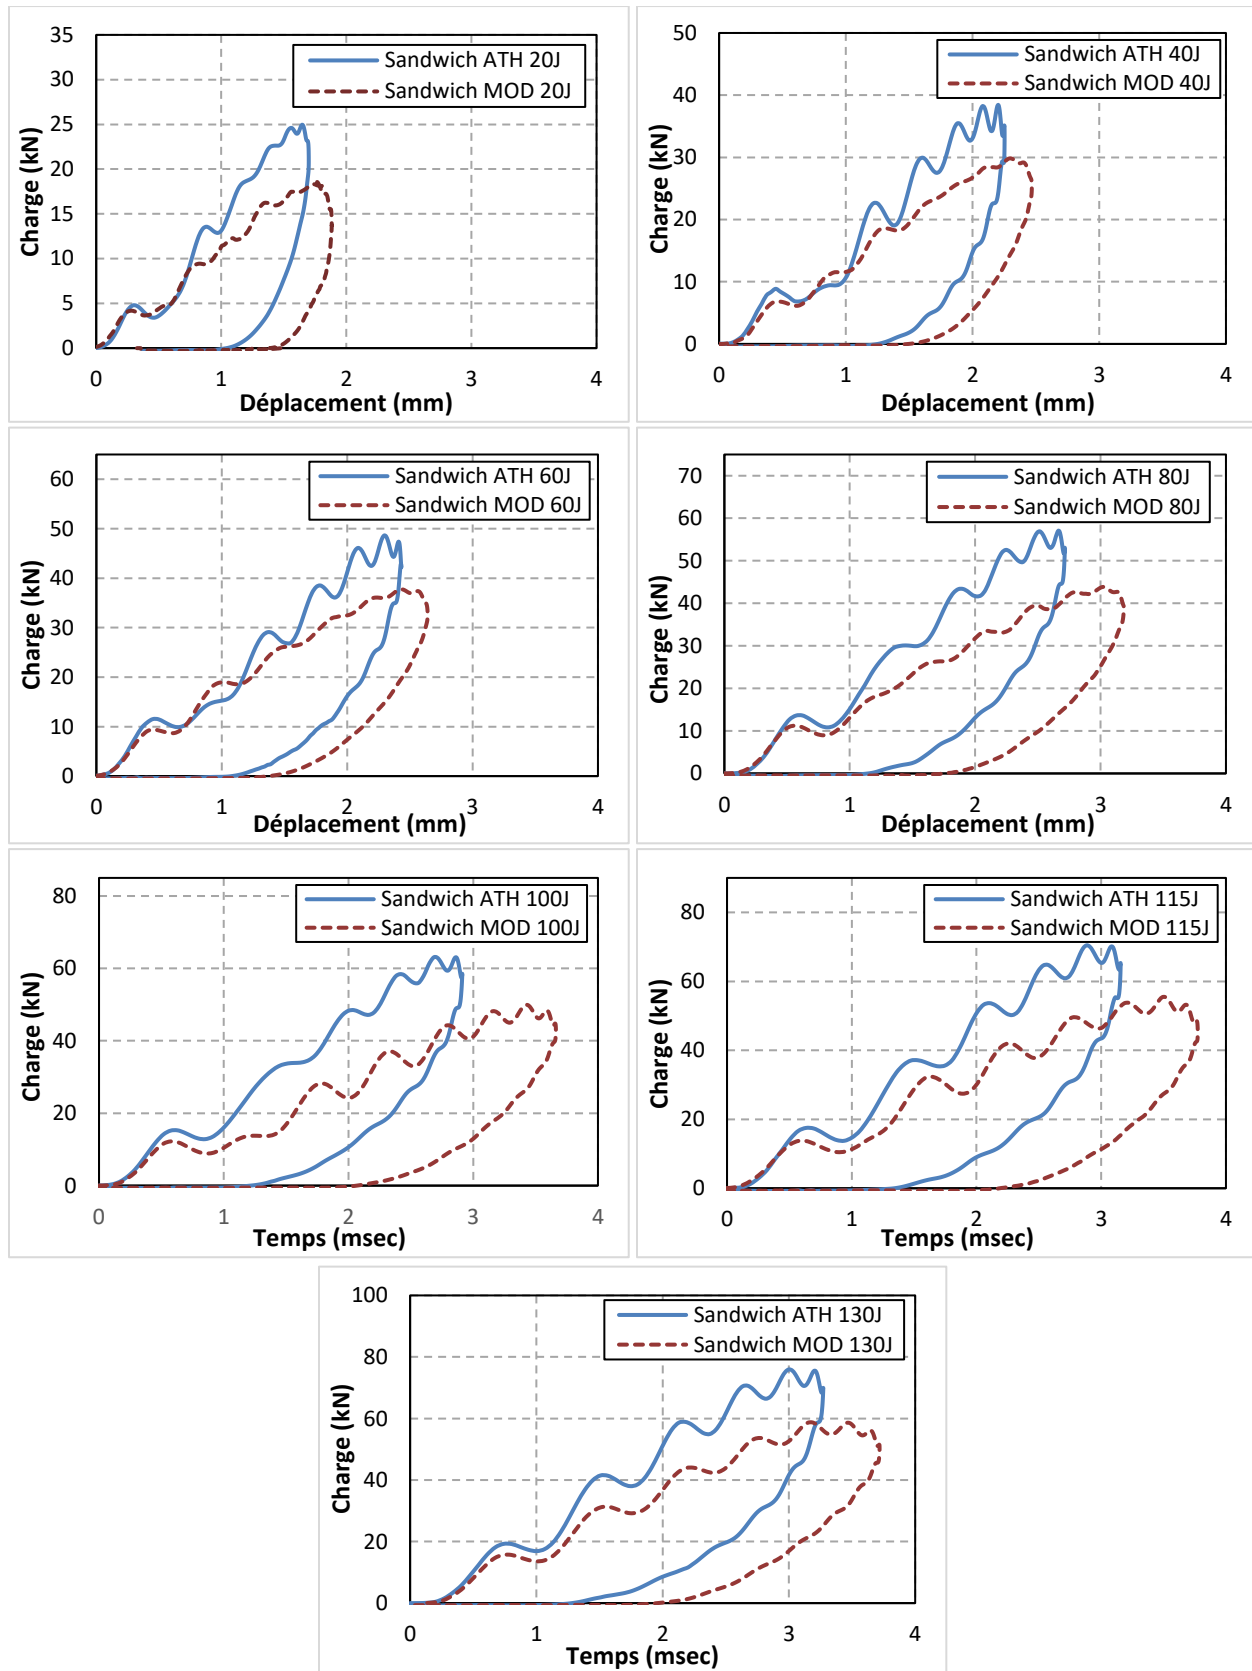 35
30
25
20
15
10
5
0
Charge (kN)
Sandwich ATH 20J
Sandwich MOD 20J
0 1 2 3 4
Déplacement (mm)
50
40
30
20
10
0
Charge (kN)
Sandwich ATH 40J
Sandwich MOD 40J
0 1 2 3 4
Déplacement (mm)
60
50
40
30
20
10
0
Charge (kN)
Sandwich ATH 60J
Sandwich MOD 60J
0 1 2 3 4
Déplacement (mm)
70
60
50
40
30
20
10
0
Charge (kN)
Sandwich ATH 80J
Sandwich MOD 80J
0 1 2 3 4
Déplacement (mm)
80
60
40
20
0
Charge (kN)
Sandwich ATH 100J
Sandwich MOD 100J
0 1 2 3 4
Temps (msec)
80
60
40
20
0
Charge (kN)
Sandwich ATH 115J
Sandwich MOD 115J
0 1 2 3 4
Temps (msec)
100
80
60
40
20
0
Charge (kN)
Sandwich ATH 130J
Sandwich MOD 130J
0 1 2 3 4
Temps (msec)